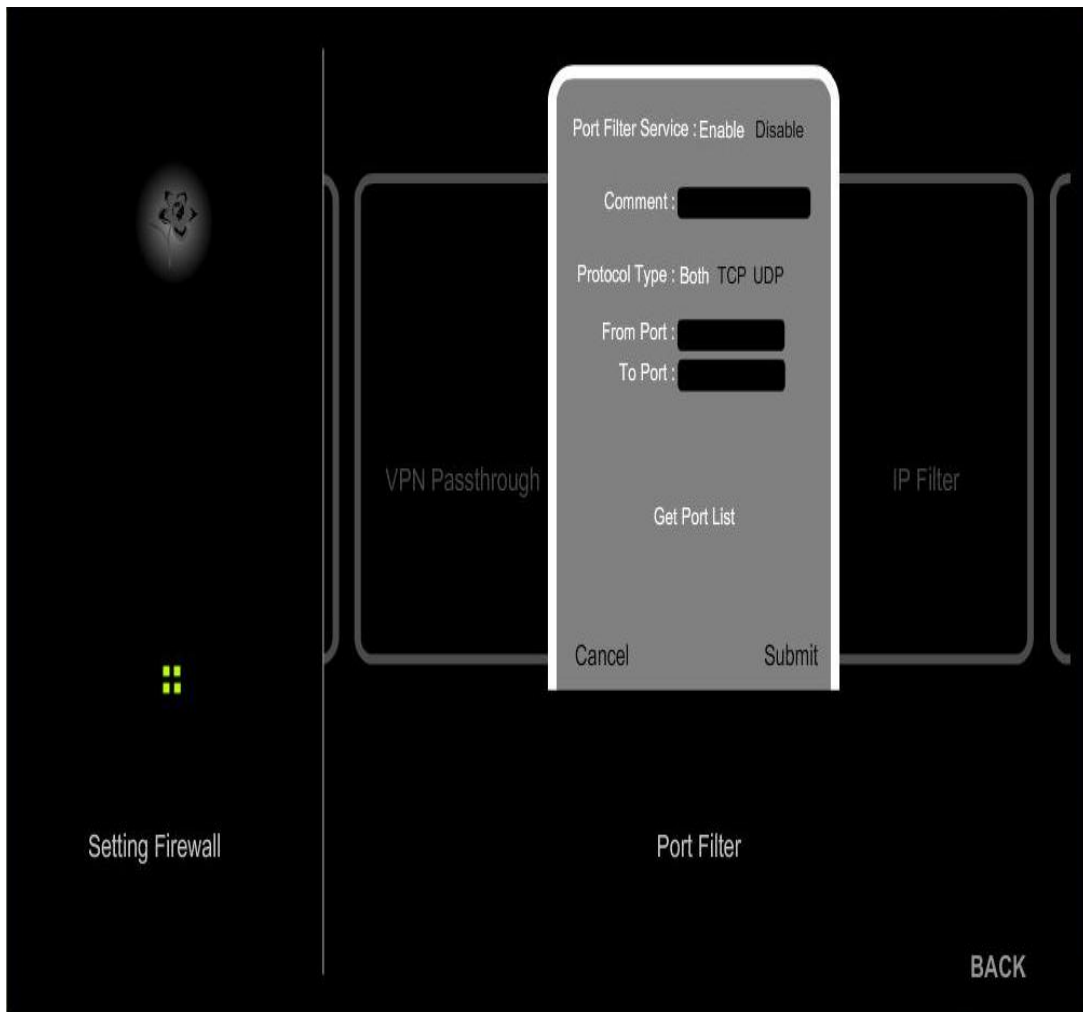 Port Filter Service : Enable Disable
Comment :
Protocol Type : Both TCP UDP
From Port :
To Port :
VPN Passthrough
IP Filter
Get Port List
Cancel Submit
Setting Firewall
Port Filter
BACK